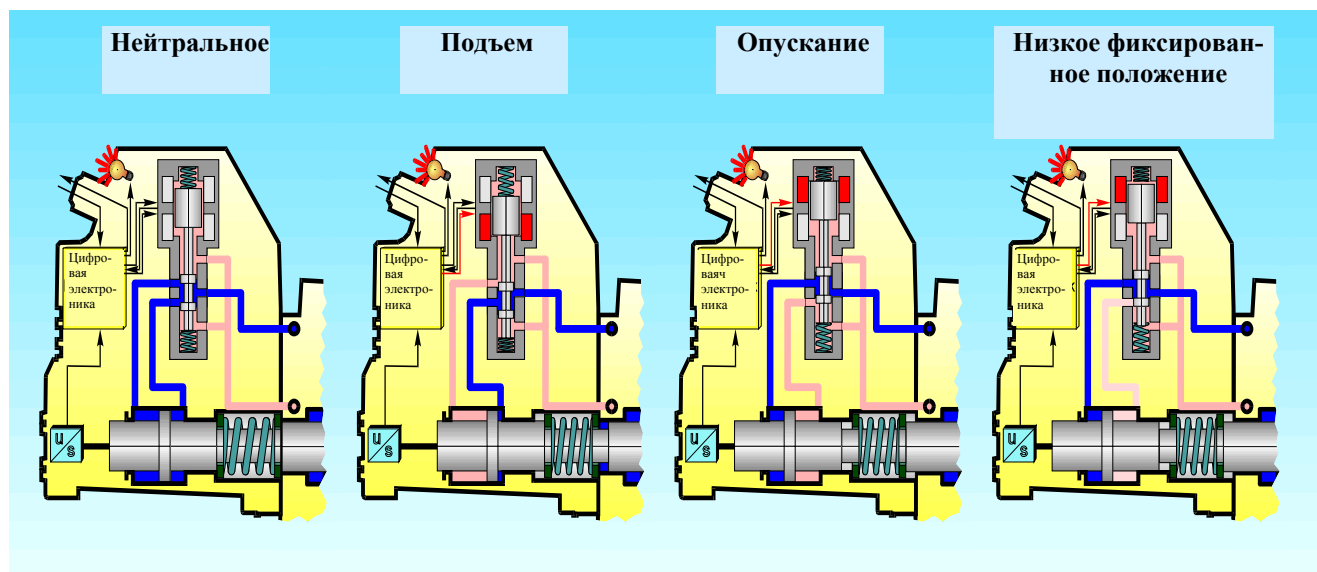 Нейтральное
Подъем
Опускание
Низкое фиксирован-
ное положение
Цифро-
вая
электро-
ника
u/s
Цифро-
вая
электро-
ника
u/s
Цифро-
ваяч
электро-
ника
u/s
Цифро-
вая
электро-
ника
u/s